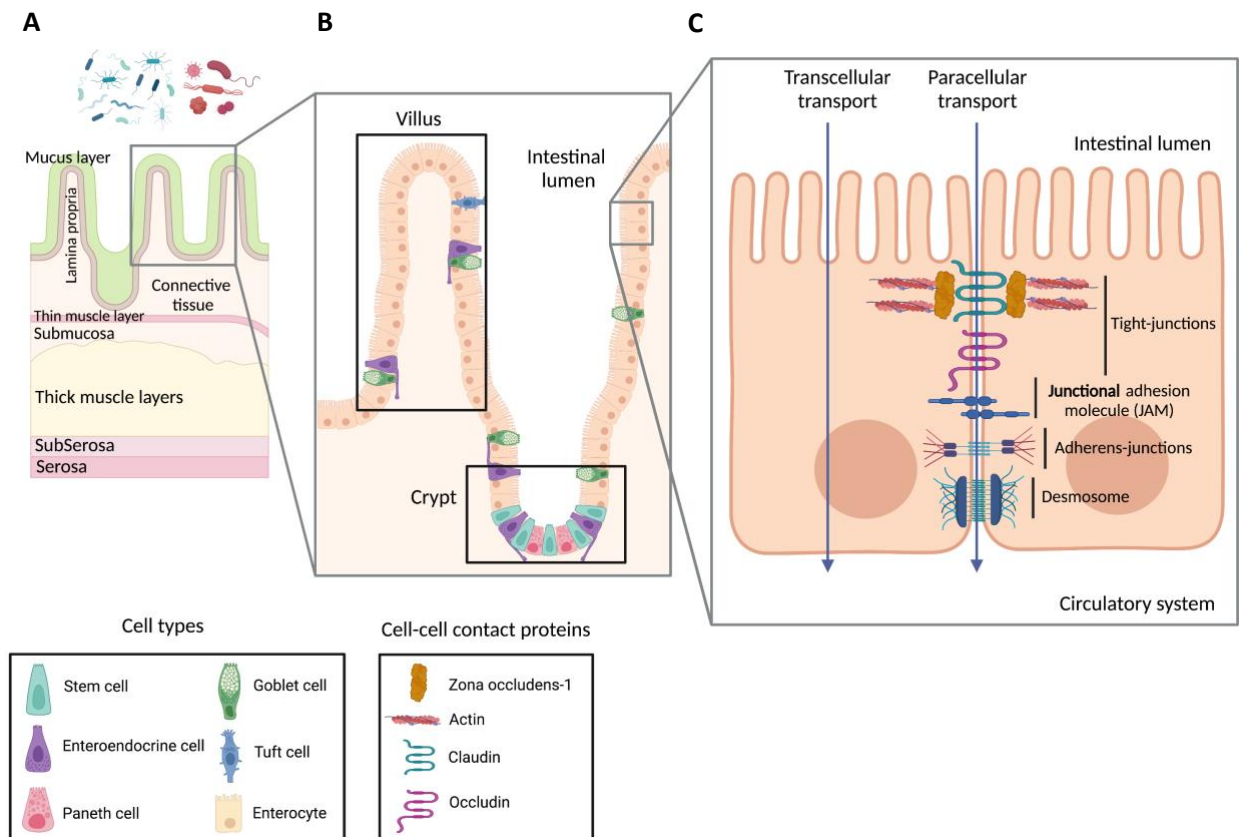 A
B
C
Mucus layer
Lamina propria
Connective
tissue
Thin muscle layer
Submucosa
Thick muscle layers
SubSerosa
Serosa
Villus
Intestinal
lumen
Crypt
Transcellular
transport
Paracellular
transport
Intestinal lumen
Tight-junctions
Junctional adhesion
molecule (JAM)
Adherens-junctions
Desmosome
Circulatory system
Cell types
Stem cell
Goblet cell
Enteroendocrine cell
Tuft cell
Paneth cell
Enterocyte
Cell-cell contact proteins
Zona occludens-1
Actin
Claudin
Occludin